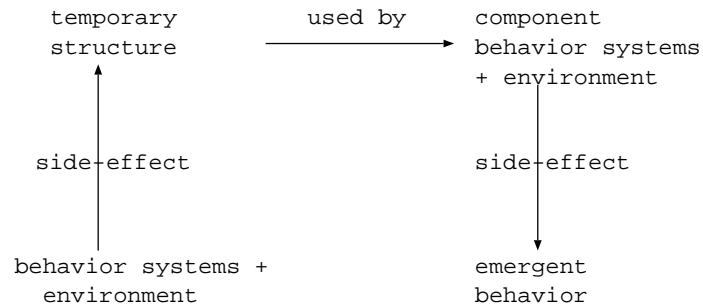 temporary
structure
used by
component
behavior systems
+ environment
side-effect
side-effect
behavior systems +
environment
emergent
behavior